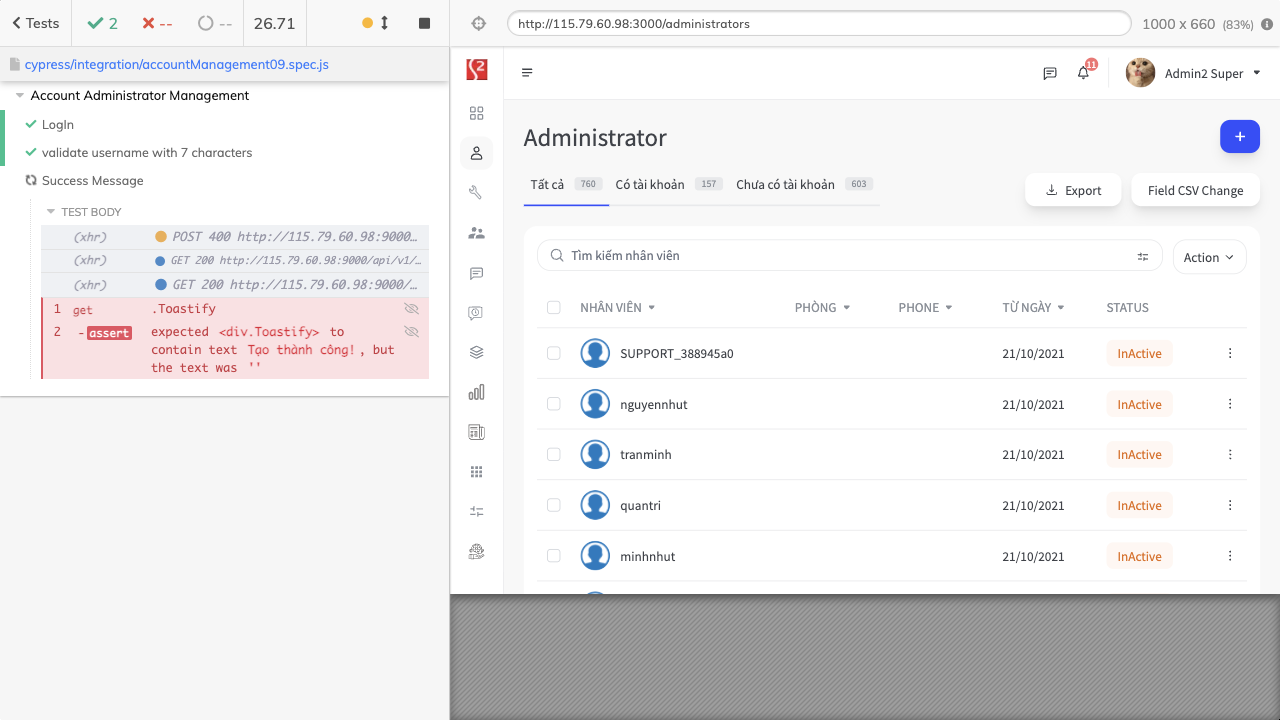 Tests
2
--
--
26.71
http://115.79.60.98:3000/administrators
1000 x 660 (83%)
cypress/integration/accountManagement09.spec.js
Account Administrator Management
LogIn
validate username with 7 characters
Success Message
TEST BODY
(xhr) POST 400 http://115.79.60.98:9000…
(xhr) GET 200 http://115.79.60.98:9000/api/v1/…
(xhr) GET 200 http://115.79.60.98:9000/…
1 get .Toastify
2 -assert expected <div.Toastify> to
contain text Tạo thành công!, but
the text was ''
11
Admin2 Super
Administrator
+
Tất cả 760 Có tài khoản 157 Chưa có tài khoản 603
Export
Field CSV Change
Tìm kiếm nhân viên
Action
NHÂN VIÊN PHÒNG PHONE TỪ NGÀY STATUS
SUPPORT_388945a0 21/10/2021 InActive
nguyennhut 21/10/2021 InActive
tranminh 21/10/2021 InActive
quantri 21/10/2021 InActive
minhnhut 21/10/2021 InActive